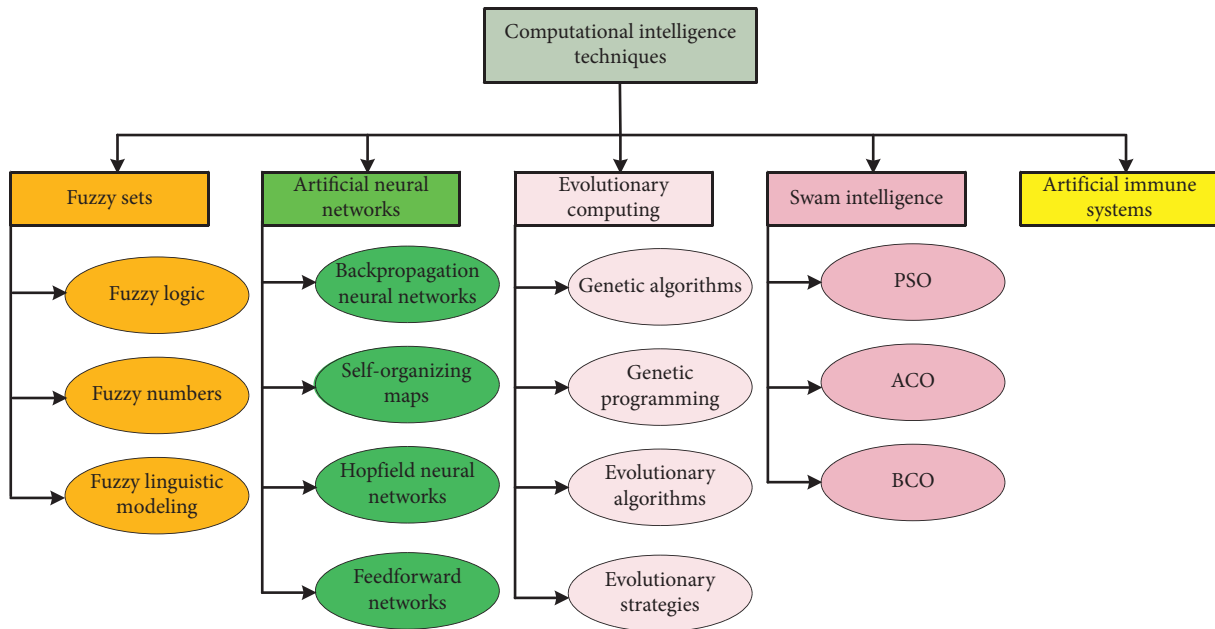 Computational intelligence
techniques
Fuzzy sets
Artificial neural
networks
Evolutionary
computing
Swam intelligence
Artificial immune
systems
Fuzzy logic
Fuzzy numbers
Fuzzy linguistic
modeling
Backpropagation
neural networks
Self-organizing
maps
Hopfield neural
networks
Feedforward
networks
Genetic algorithms
Genetic
programming
Evolutionary
algorithms
Evolutionary
strategies
PSO
ACO
BCO